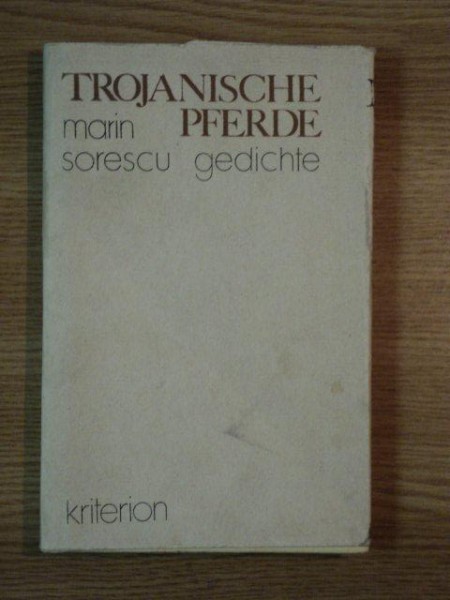 TROJANISCHE
marin PFERDE
sorescu gedichte
kriterion